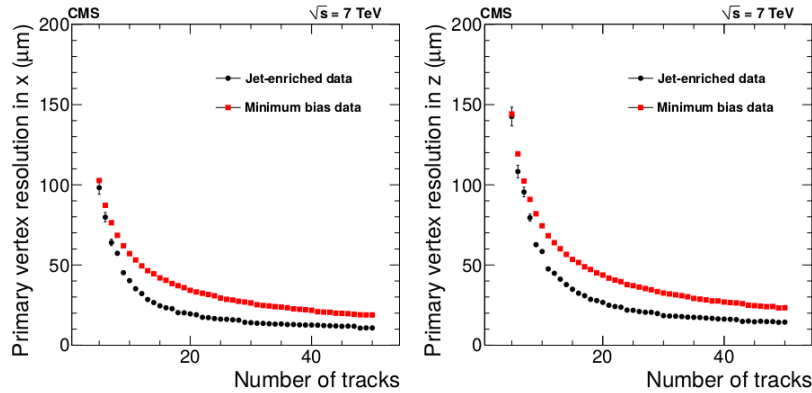 CMS
√s = 7 TeV
Primary vertex resolution in x (μm)
200
150
100
50
0
Jet-enriched data
Minimum bias data
20
40
Number of tracks
CMS
√s = 7 TeV
Primary vertex resolution in z (μm)
200
150
100
50
0
Jet-enriched data
Minimum bias data
20
40
Number of tracks